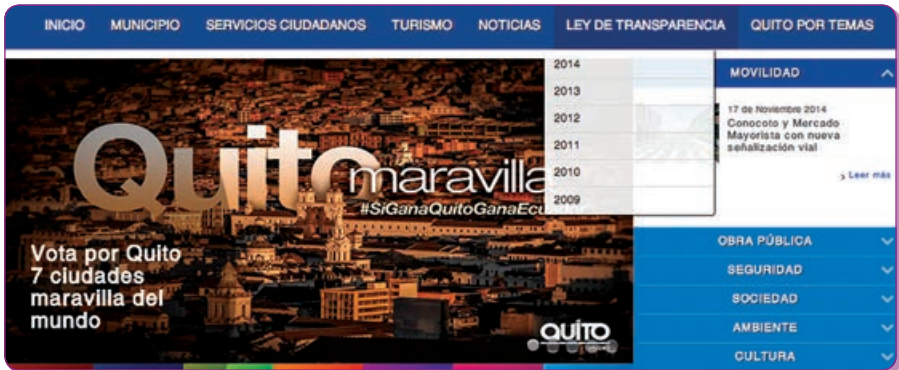 INICIO MUNICIPIO SERVICIOS CIUDADANOS TURISMO NOTICIAS LEY DE TRANSPARENCIA QUITO POR TEMAS
2014
2013
2012
2011
2010
2009
Quito
maravilla
#SiGanaQuitoGanaEcu
Vota por Quito
7 ciudades
maravilla del
mundo
QUITO
MOVILIDAD
17 de Noviembre 2014
Conocoto y Mercado
Mayorista con nueva
señalización vial
> Leer más
OBRA PÚBLICA
SEGURIDAD
SOCIEDAD
AMBIENTE
CULTURA